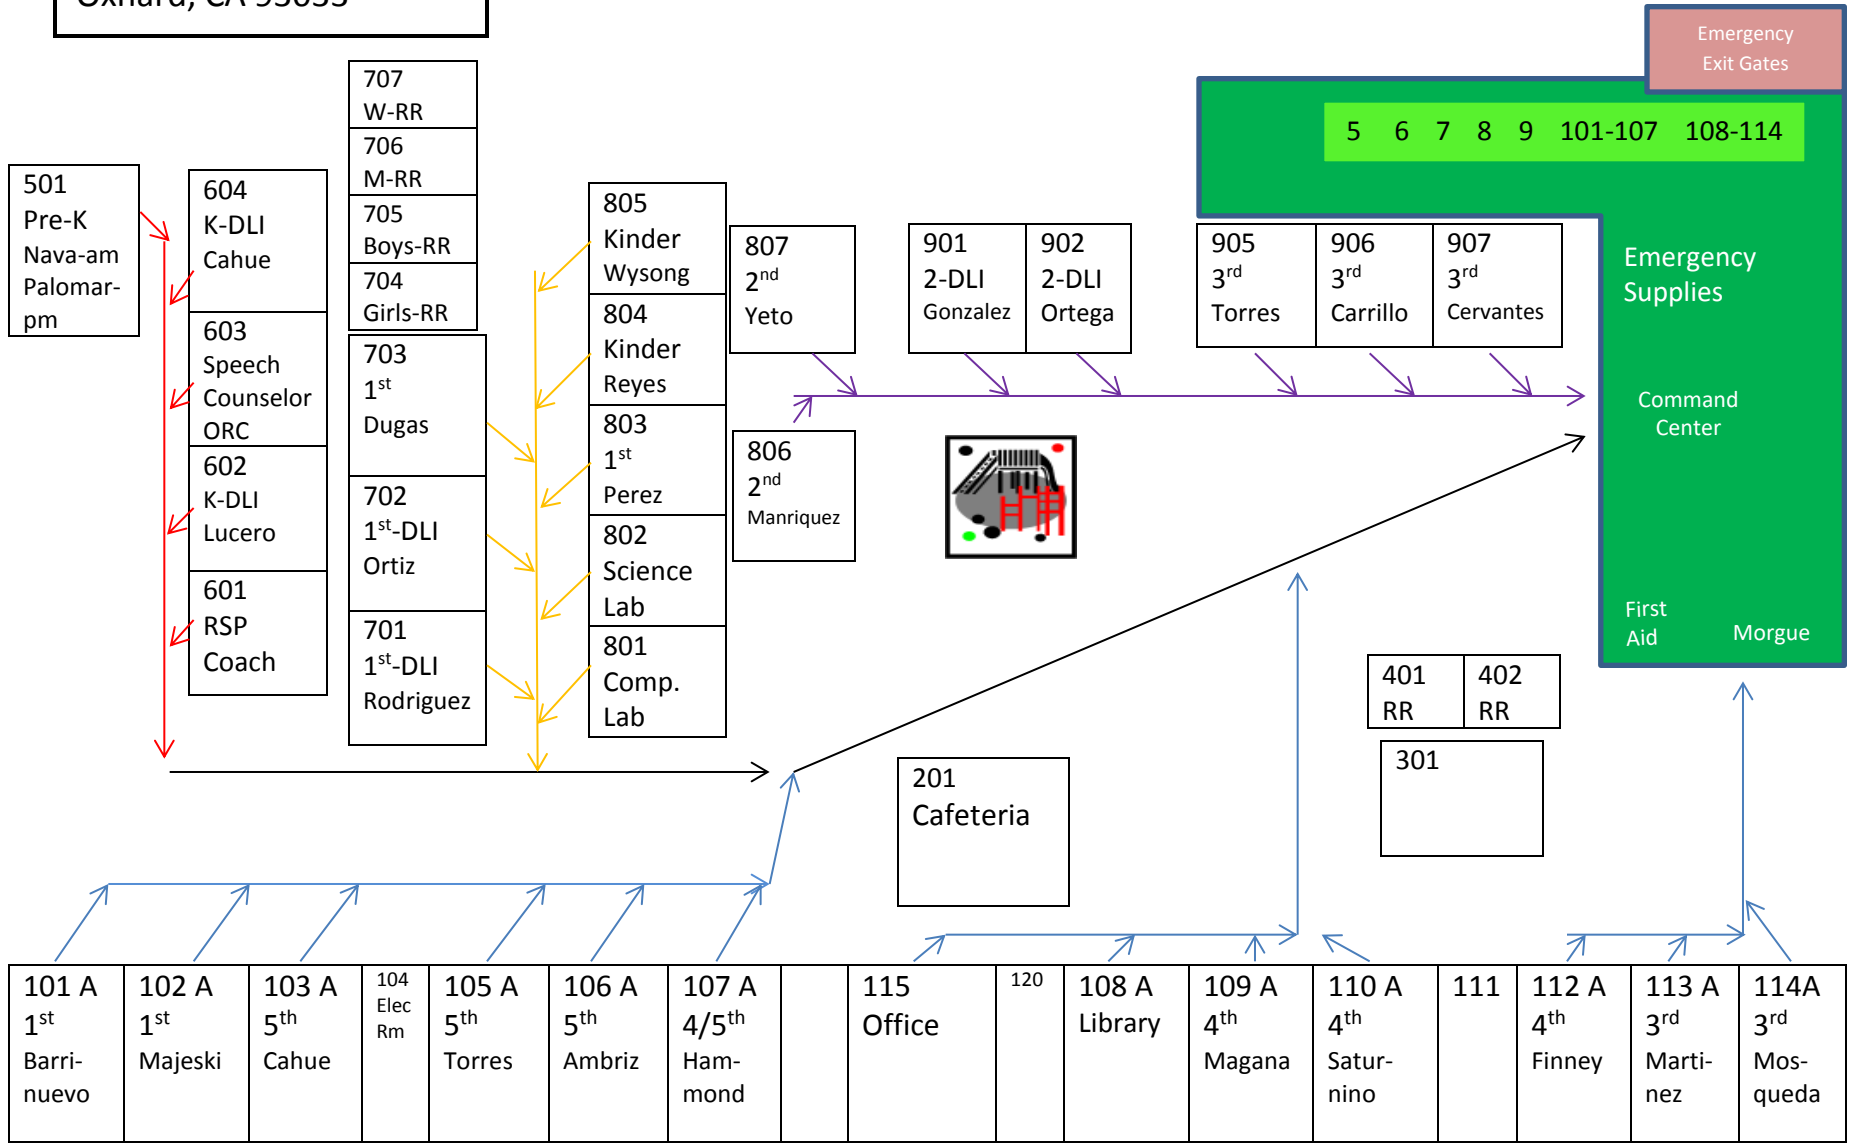 Oxnard, CA 93033
Emergency
Exit Gates
5 6 7 8 9 101-107 108-114
Emergency
Supplies
Command
Center
First
Aid
Morgue
501
Pre-K
Nava-am
Palomar-
pm
604
K-DLI
Cahue
603
Speech
Counselor
ORC
602
K-DLI
Lucero
601
RSP
Coach
707
W-RR
706
M-RR
705
Boys-RR
704
Girls-RR
703
1st
Dugas
702
1st-DLI
Ortiz
701
1st-DLI
Rodriguez
805
Kinder
Wysong
804
Kinder
Reyes
803
1st
Perez
802
Science
Lab
801
Comp.
Lab
807
2nd
Yeto
806
2nd
Manriquez
901
2-DLI
Gonzalez
902
2-DLI
Ortega
905
3rd
Torres
906
3rd
Carrillo
907
3rd
Cervantes
401
RR
402
RR
301
201
Cafeteria
101 A
1st
Barri-
nuevo
102 A
1st
Majeski
103 A
5th
Cahue
104
Elec
Rm
105 A
5th
Torres
106 A
5th
Ambriz
107 A
4/5th
Ham-
mond
115
Office
120
108 A
Library
109 A
4th
Magana
110 A
4th
Satur-
nino
111
112 A
4th
Finney
113 A
3rd
Marti-
nez
114A
3rd
Mos-
queda